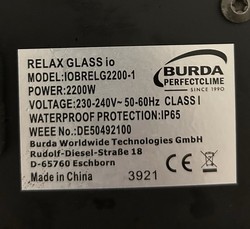 RELAX GLASS io
MODEL:IOBRELG2200-1
POWER:2200W
VOLTAGE:230-240V~ 50-60Hz CLASS I
WATERPROOF PROTECTION:IP65
WEEE No.:DE50492100
Burda Worldwide Technologies GmbH
Rudolf-Diesel-Straße 18
D-65760 Eschborn
Made in China 3921
BURDA
PERFECTCLIME
SINCE 1990